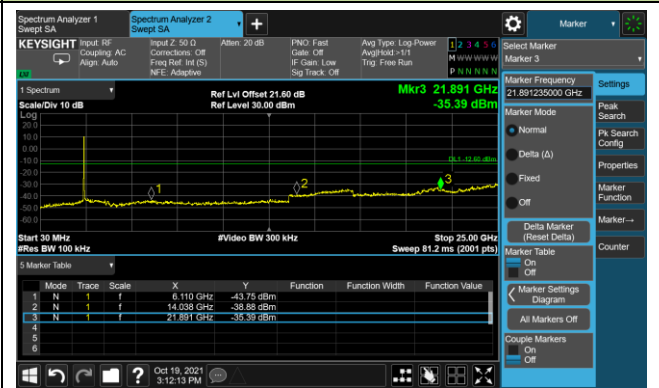 Spectrum Analyzer 1
Swept SA
Spectrum Analyzer 2
Swept SA
+
Marker
KEYSIGHT
Input: RF
Coupling: AC
Align: Auto
Input Z: 50 Ω
Corrections: Off
Freq Ref: Int (S)
NFE: Adaptive
Atten: 20 dB
PNO: Fast
Gate: Off
IF Gain: Low
Sig Track: Off
Avg Type: Log-Power
Avg|Hold:>1/1
Trig: Free Run
1 2 3 4 5 6
M W W W W W
P N N N N N
LXI
Select Marker
Marker 3
1 Spectrum
Scale/Div 10 dB
Log
Ref Lvl Offset 21.60 dB
Ref Level 30.00 dBm
Mkr3 21.891 GHz
-35.39 dBm
20.0
10.0
0.00
-10.0
-20.0
-30.0
-40.0
-50.0
-60.0
DL1 -12.60 dBm
1
2
3
Start 30 MHz
#Res BW 100 kHz
#Video BW 300 kHz
Stop 25.00 GHz
Sweep 81.2 ms (2001 pts)
5 Marker Table
Mode Trace Scale X Y Function Function Width Function Value
1 N 1 f 6.110 GHz -43.75 dBm
2 N 1 f 14.038 GHz -38.88 dBm
3 N 1 f 21.891 GHz -35.39 dBm
4
5
6
Marker Frequency
21.891235000 GHz
Marker Mode
Normal
Delta (Δ)
Fixed
Off
Delta Marker
(Reset Delta)
Marker Table
On
Off
Marker Settings
Diagram
All Markers Off
Couple Markers
On
Off
Settings
Peak
Search
Pk Search
Config
Properties
Marker
Function
Marker→
Counter
?
Oct 19, 2021
3:12:13 PM